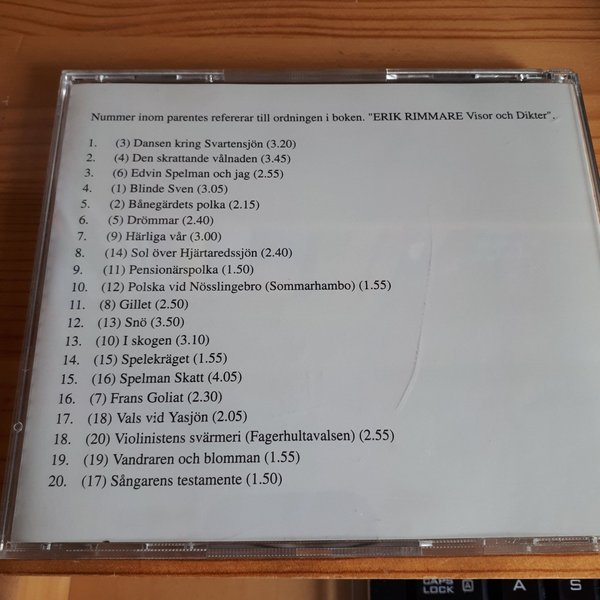 Nummer inom parentes refererar till ordningen i boken. "ERIK RIMMARE Visor och Dikter".
1. (3) Dansen kring Svartensjön (3.20)
2. (4) Den skrattande vålnaden (3.45)
3. (6) Edvin Spelman och jag (2.55)
4. (1) Blinde Sven (3.05)
5. (2) Bånegärdets polka (2.15)
6. (5) Drömmar (2.40)
7. (9) Härliga vår (3.00)
8. (14) Sol över Hjärtaredssjön (2.40)
9. (11) Pensionärspolka (1.50)
10. (12) Polska vid Nösslingebro (Sommarhambo) (1.55)
11. (8) Gillet (2.50)
12. (13) Snö (3.50)
13. (10) I skogen (3.10)
14. (15) Spelekräget (1.55)
15. (16) Spelman Skatt (4.05)
16. (7) Frans Goliat (2.30)
17. (18) Vals vid Yasjön (2.05)
18. (20) Violinistens svärmeri (Fagerhultavalsen) (2.55)
19. (19) Vandraren och blomman (1.55)
20. (17) Sångarens testamente (1.50)
CAPS LOCK A A S